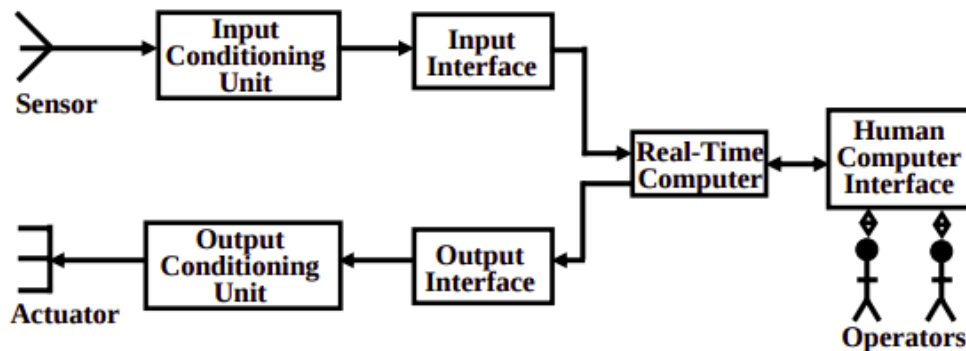 Input
Conditioning
Unit
Input
Interface
Sensor
Real-Time
Computer
Human
Computer
Interface
Output
Conditioning
Unit
Output
Interface
Actuator
Operators